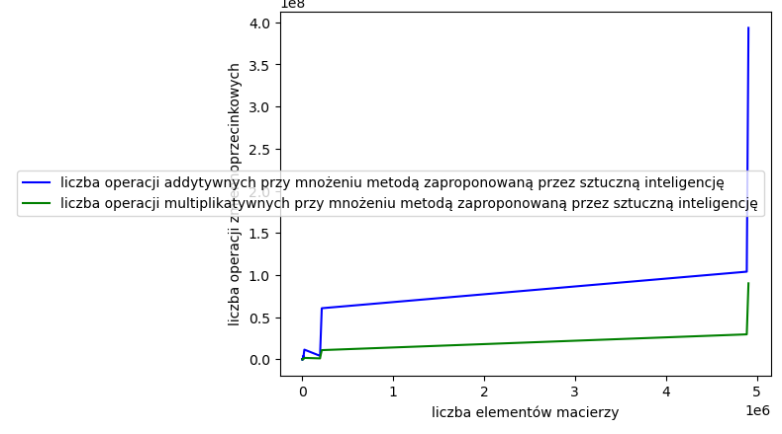 1e8
4.0
3.5
3.0
2.5
2.0
1.5
1.0
0.5
0.0
liczba operacji oprzecinkowych
liczba operacji addytywnych przy mnożeniu metodą zaproponowaną przez sztuczną inteligencję
liczba operacji multiplikatywnych przy mnożeniu metodą zaproponowaną przez sztuczną inteligencję
0 1 2 3 4 5
1e6
liczba elementów macierzy